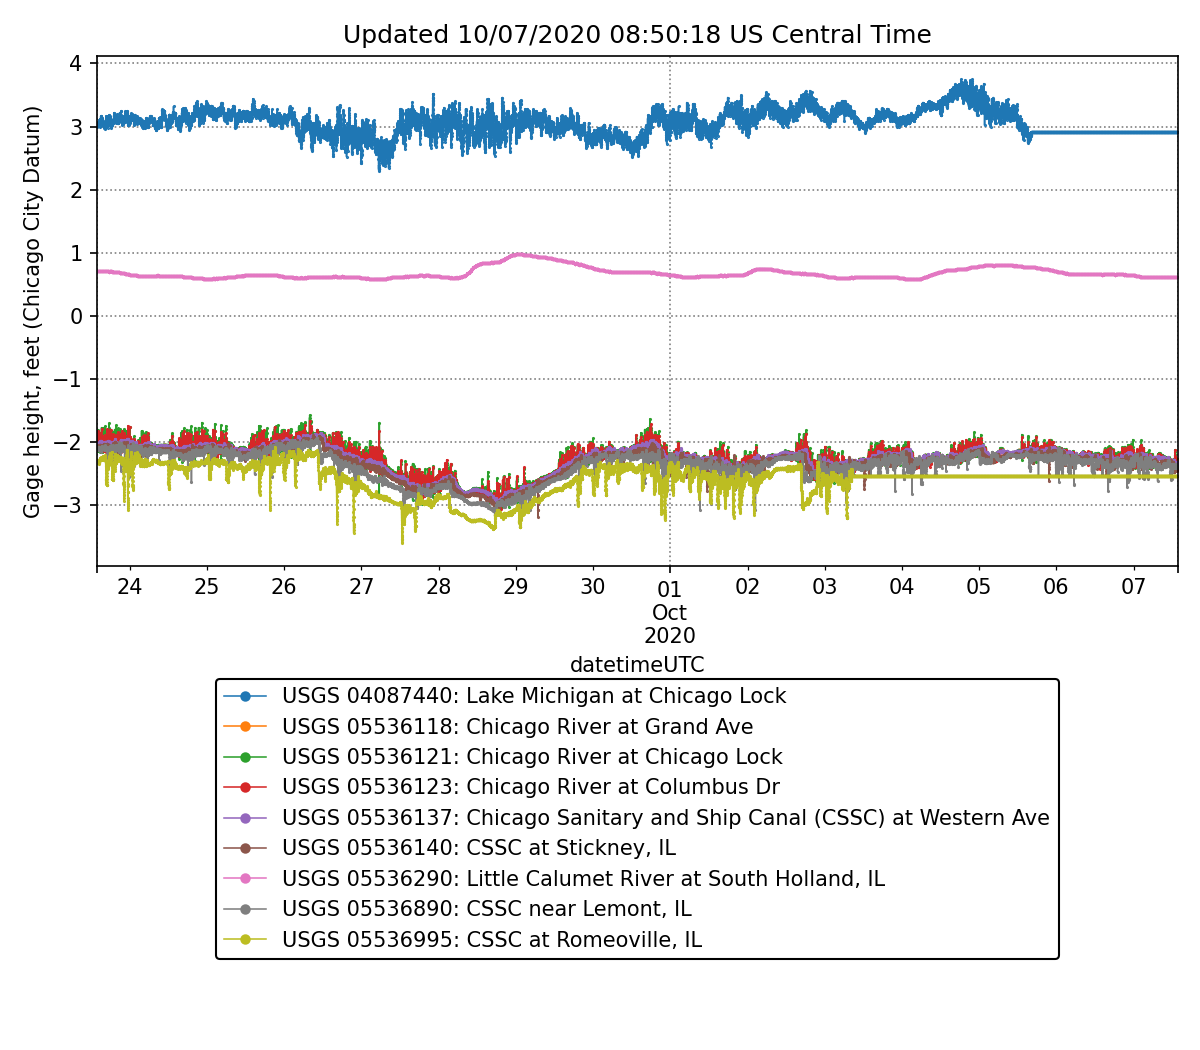 Updated 10/07/2020 08:50:18 US Central Time
Gage height, feet (Chicago City Datum)
4
3
2
1
0
−1
−2
−3
24 25 26 27 28 29 30 01 02 03 04 05 06 07
Oct
2020
datetimeUTC
USGS 04087440: Lake Michigan at Chicago Lock
USGS 05536118: Chicago River at Grand Ave
USGS 05536121: Chicago River at Chicago Lock
USGS 05536123: Chicago River at Columbus Dr
USGS 05536137: Chicago Sanitary and Ship Canal (CSSC) at Western Ave
USGS 05536140: CSSC at Stickney, IL
USGS 05536290: Little Calumet River at South Holland, IL
USGS 05536890: CSSC near Lemont, IL
USGS 05536995: CSSC at Romeoville, IL